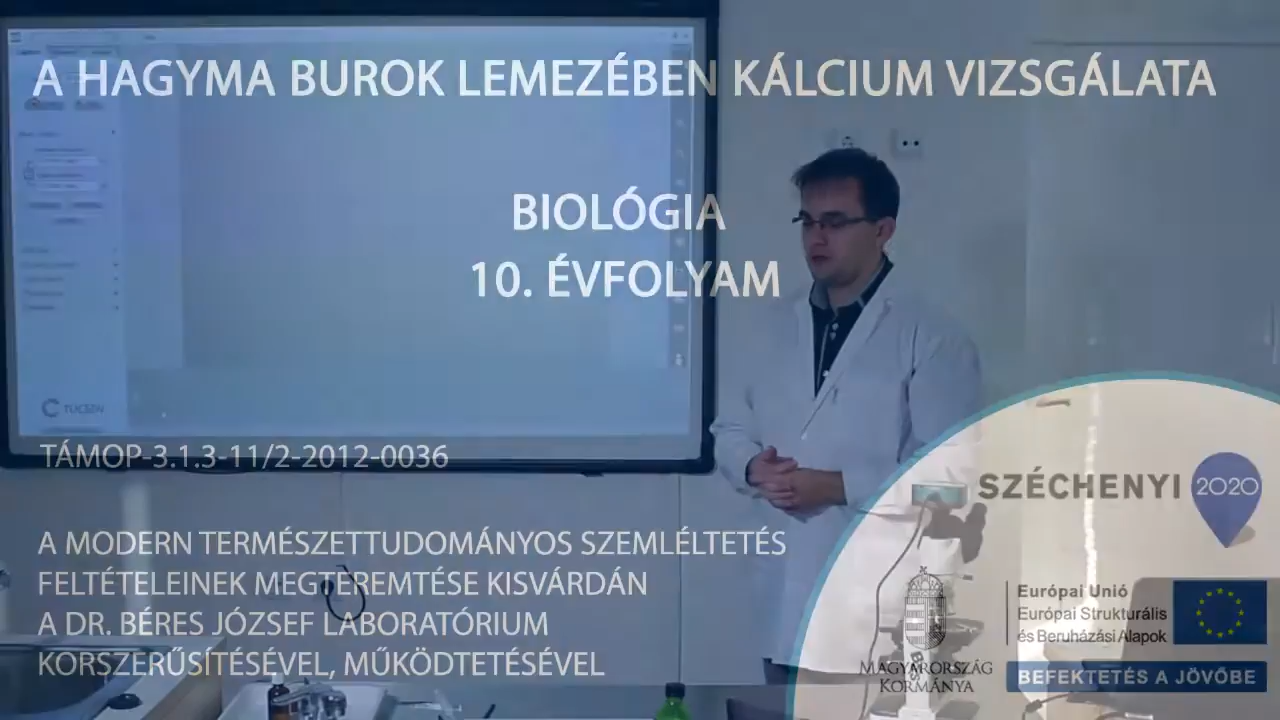 A HAGYMA BUROK LEMEZÉBEN KÁLCIUM VIZSGÁLATA
BIOLÓGIA
10. ÉVFOLYAM
TUCSEN
TÁMOP-3.1.3-11/2-2012-0036
A MODERN TERMÉSZETTUDOMÁNYOS SZEMLÉLTETÉS
FELTÉTELEINEK MEGTEREMTÉSE KISVÁRDÁN
A DR. BÉRES JÓZSEF LABORATÓRIUM
KORSZERŰSÍTÉSÉVEL, MŰKÖDTETÉSÉVEL
SZÉCHENYI 2020
MAGYARORSZÁG
KORMÁNYA
Európai Unió
Európai Strukturális
és Beruházási Alapok
BEFEKTETÉS A JÖVŐBE